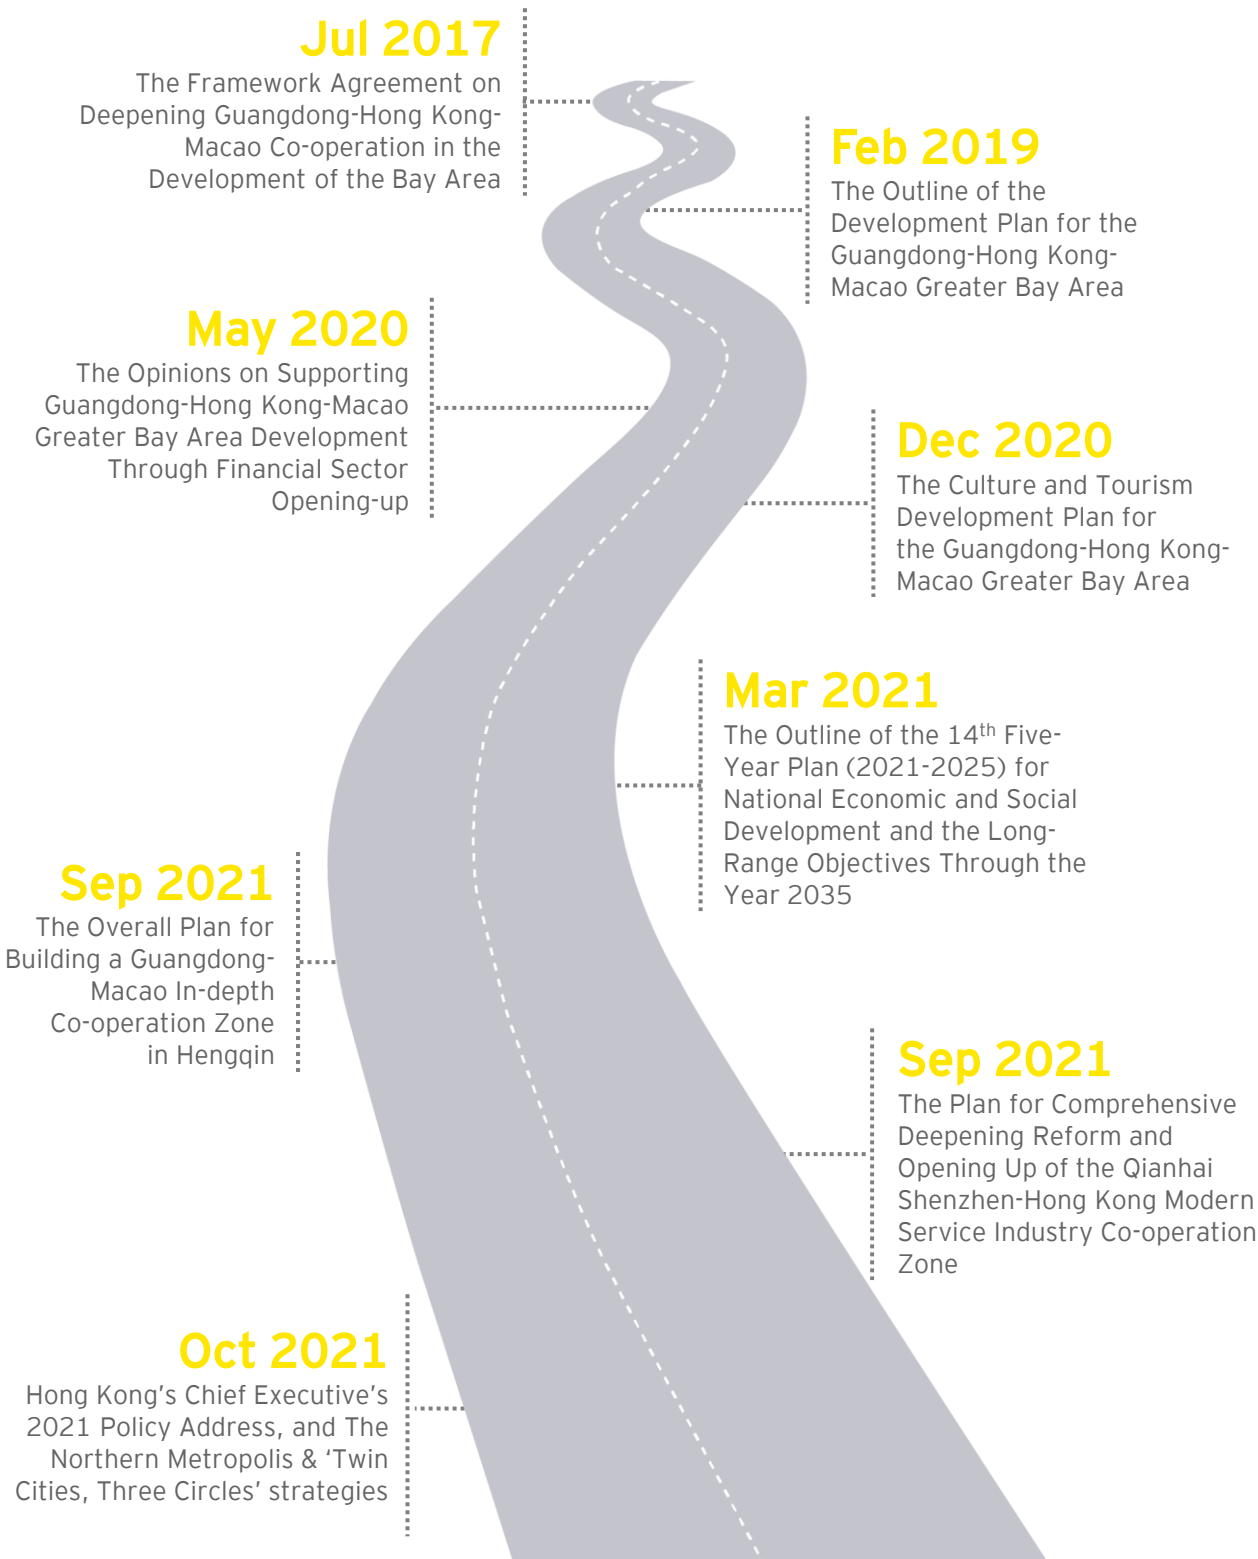 Jul 2017
The Framework Agreement on
Deepening Guangdong-Hong Kong-
Macao Co-operation in the
Development of the Bay Area
Feb 2019
The Outline of the
Development Plan for the
Guangdong-Hong Kong-
Macao Greater Bay Area
May 2020
The Opinions on Supporting
Guangdong-Hong Kong-Macao
Greater Bay Area Development
Through Financial Sector
Opening-up
Dec 2020
The Culture and Tourism
Development Plan for
the Guangdong-Hong Kong-
Macao Greater Bay Area
Mar 2021
The Outline of the 14th Five-
Year Plan (2021-2025) for
National Economic and Social
Development and the Long-
Range Objectives Through the
Year 2035
Sep 2021
The Overall Plan for
Building a Guangdong-
Macao In-depth
Co-operation Zone
in Hengqin
Sep 2021
The Plan for Comprehensive
Deepening Reform and
Opening Up of the Qianhai
Shenzhen-Hong Kong Modern
Service Industry Co-operation
Zone
Oct 2021
Hong Kong’s Chief Executive’s
2021 Policy Address, and The
Northern Metropolis & ‘Twin
Cities, Three Circles’ strategies